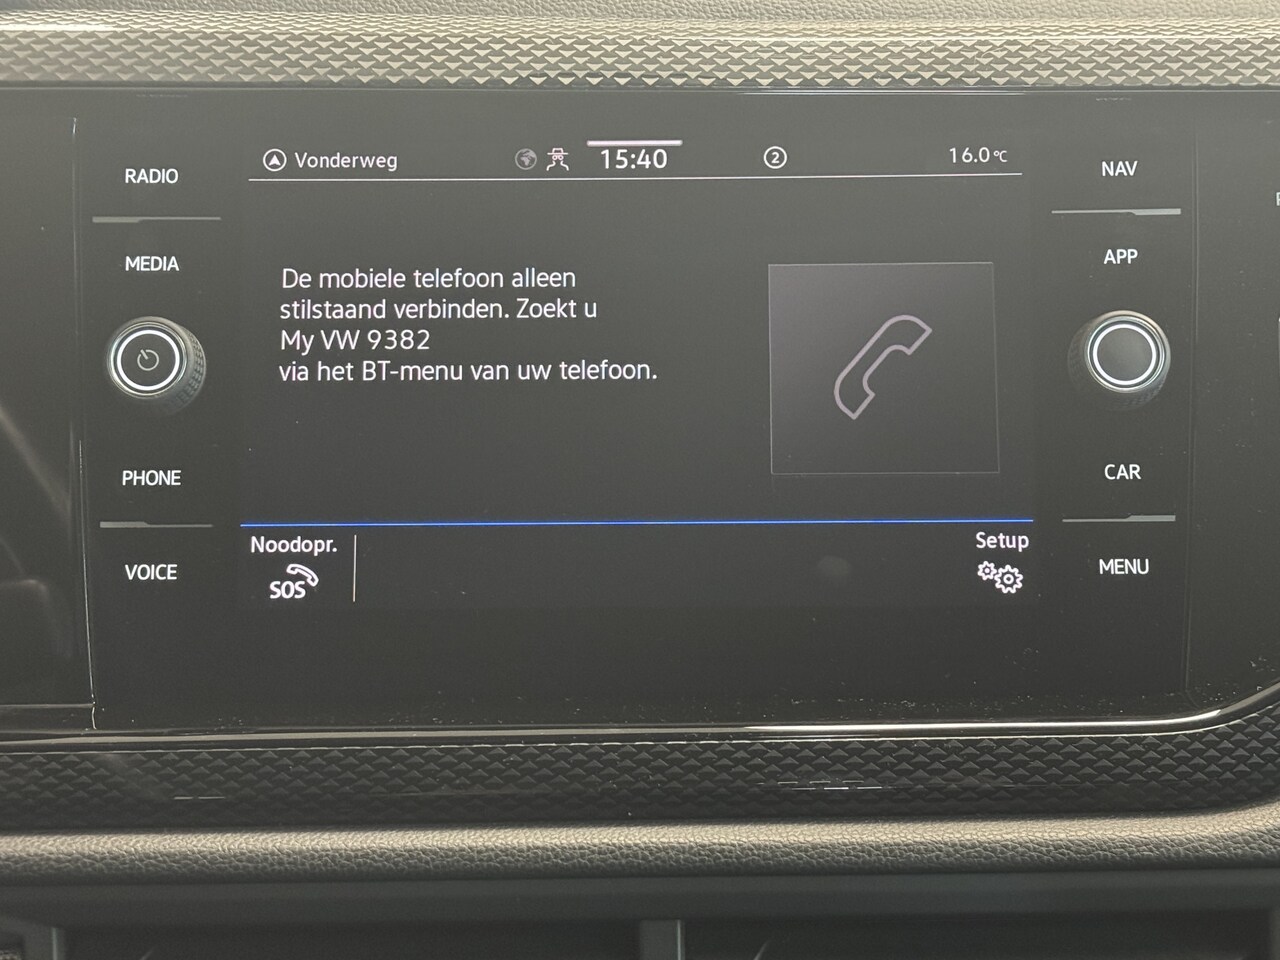 RADIO
MEDIA
PHONE
VOICE
Vonderweg
15:40
2
16.0°C
De mobiele telefoon alleen
stilstaand verbinden. Zoekt u
My VW 9382
via het BT-menu van uw telefoon.
Noodopr.
SOS
Setup
NAV
APP
CAR
MENU